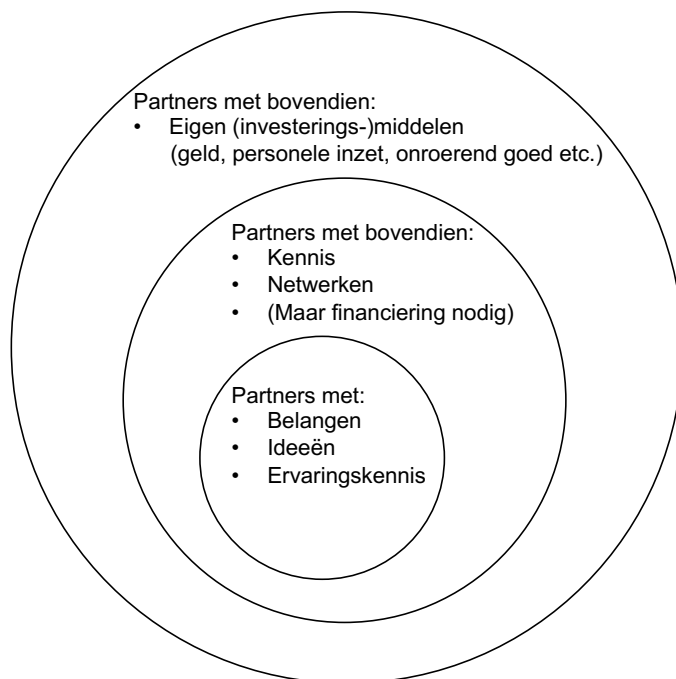 Partners met bovendien:
• Eigen (investerings-)middelen
(geld, personele inzet, onroerend goed etc.)
Partners met bovendien:
• Kennis
• Netwerken
• (Maar financiering nodig)
Partners met:
• Belangen
• Ideeën
• Ervaringskennis